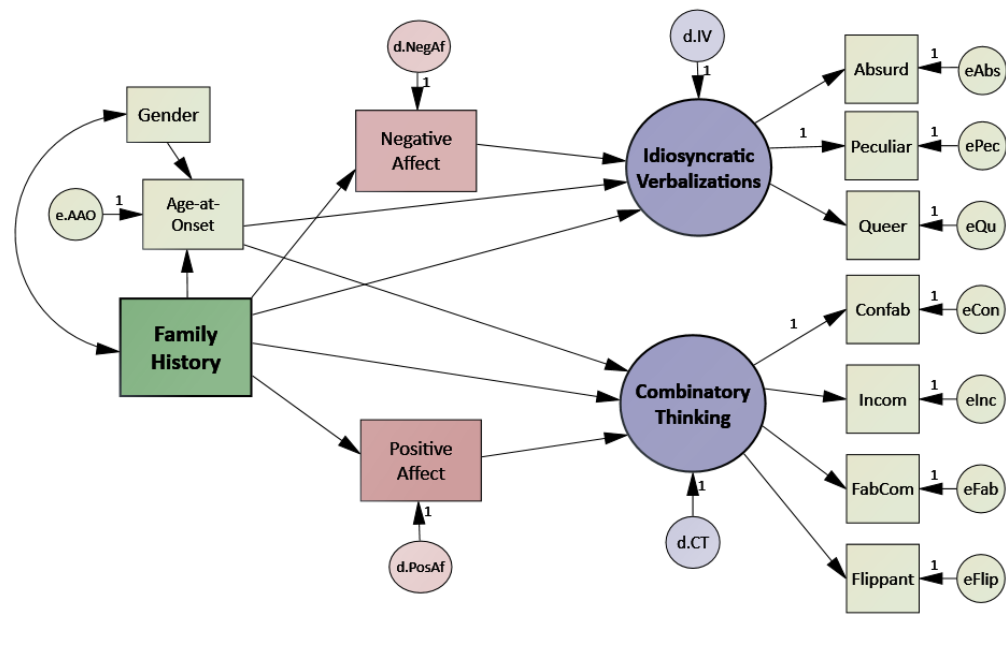 d.NegAf
1
d.IV
1
Absurd
1
eAbs
Gender
Negative
Affect
Idiosyncratic
Verbalizations
1
Peculiar
1
ePec
e.AAO
1
Age-at-
Onset
Queer
1
eQu
Family
History
Confab
1
eCon
1
Combinatory
Thinking
Incom
1
eInc
Positive
Affect
FabCom
1
eFab
1
d.PosAf
1
d.CT
Flippant
1
eFlip